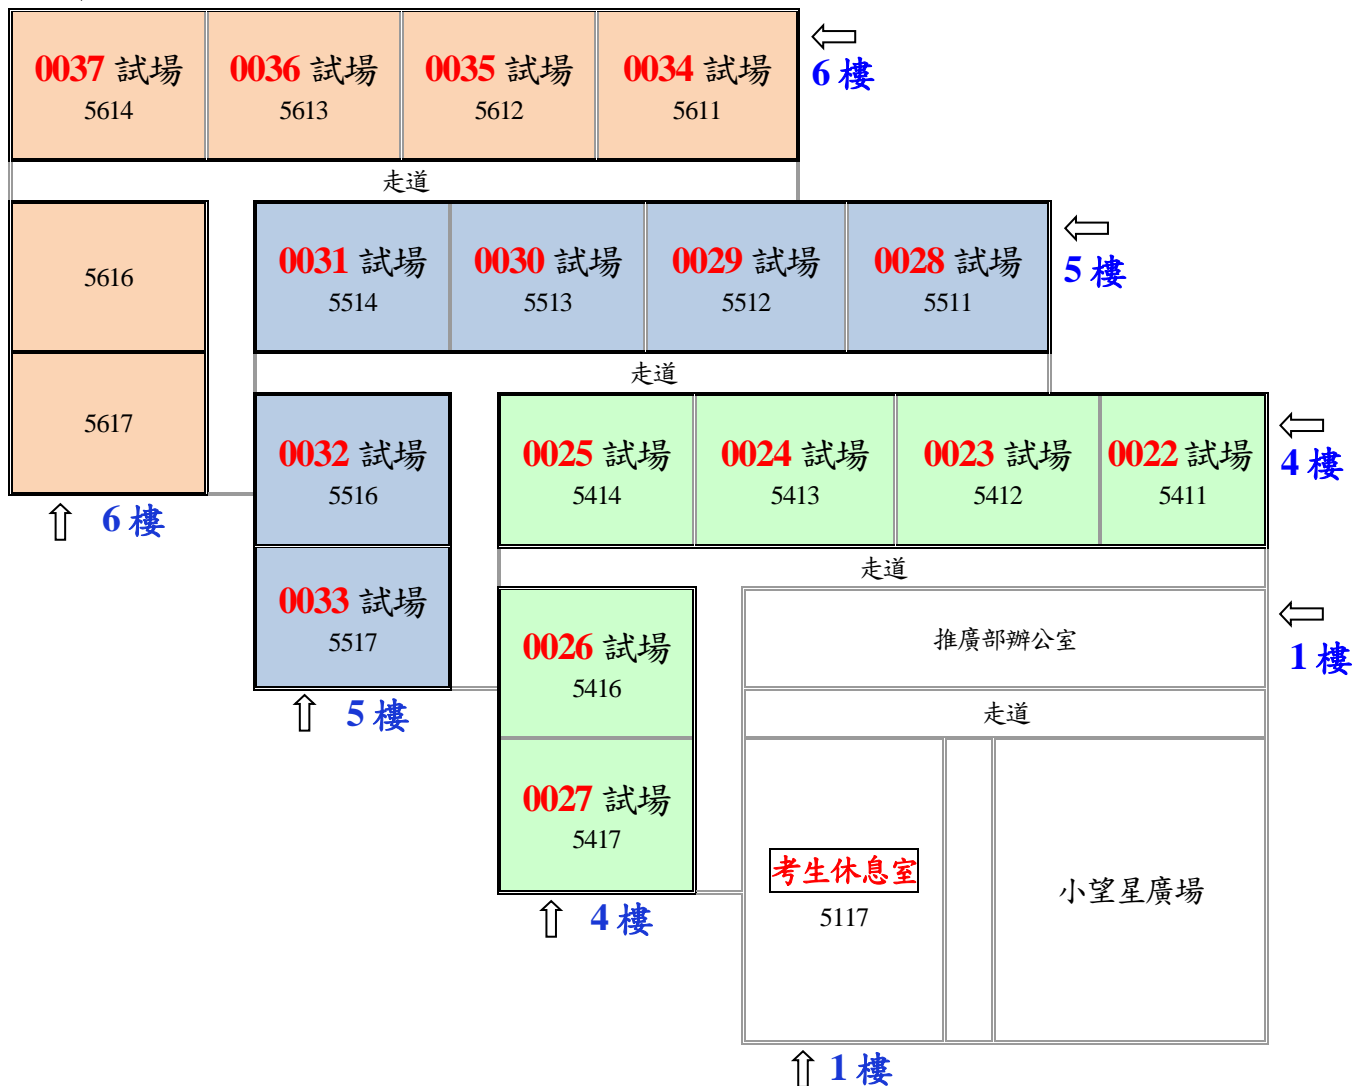 0037 試場
5614
0036 試場
5613
0035 試場
5612
0034 試場
5611
6 樓
走道
5616
5617
6 樓
0031 試場
5514
0030 試場
5513
0029 試場
5512
0028 試場
5511
5 樓
走道
0032 試場
5516
0033 試場
5517
5 樓
0025 試場
5414
0024 試場
5413
0023 試場
5412
0022 試場
5411
4 樓
走道
0026 試場
5416
0027 試場
5417
4 樓
推廣部辦公室
1 樓
走道
考生休息室
5117
小望星廣場
1 樓